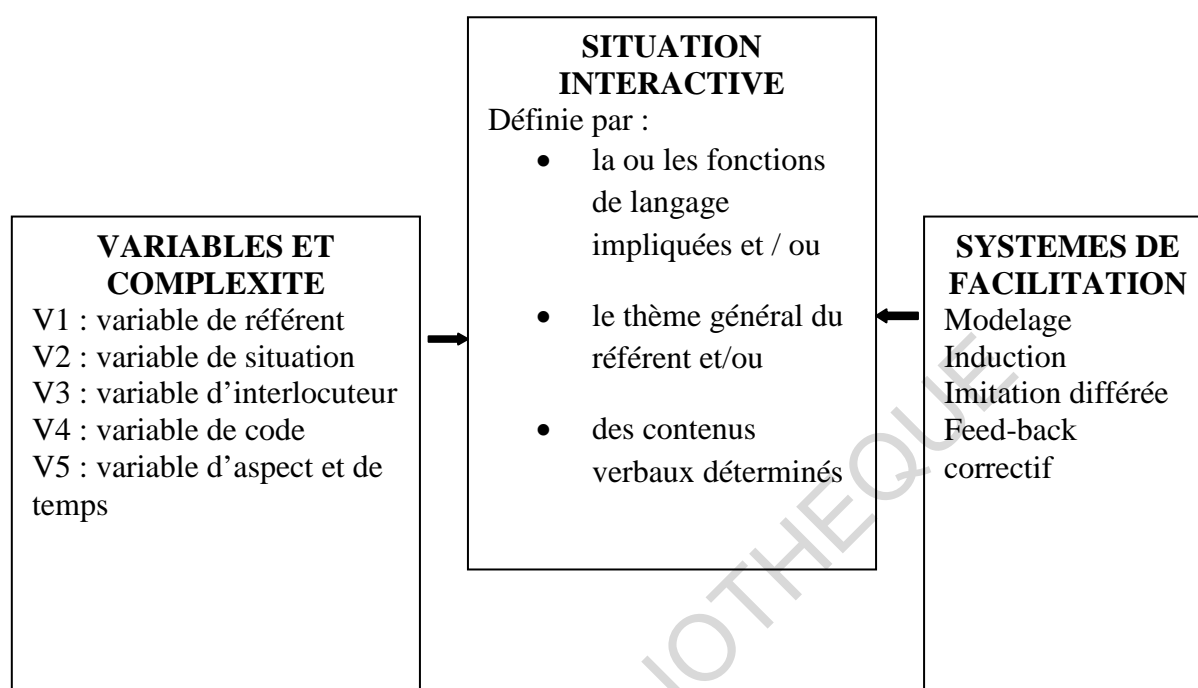 SITUATION
INTERACTIVE
Définie par :
• la ou les fonctions
de langage
impliquées et / ou
• le thème général du
référent et/ou
• des contenus
verbaux déterminés
VARIABLES ET
COMPLEXITE
V1 : variable de référent
V2 : variable de situation
V3 : variable d’interlocuteur
V4 : variable de code
V5 : variable d’aspect et de
temps
SYSTEMES DE
FACILITATION
Modelage
Induction
Imitation différée
Feed-back
correctif
IOTHEQUE